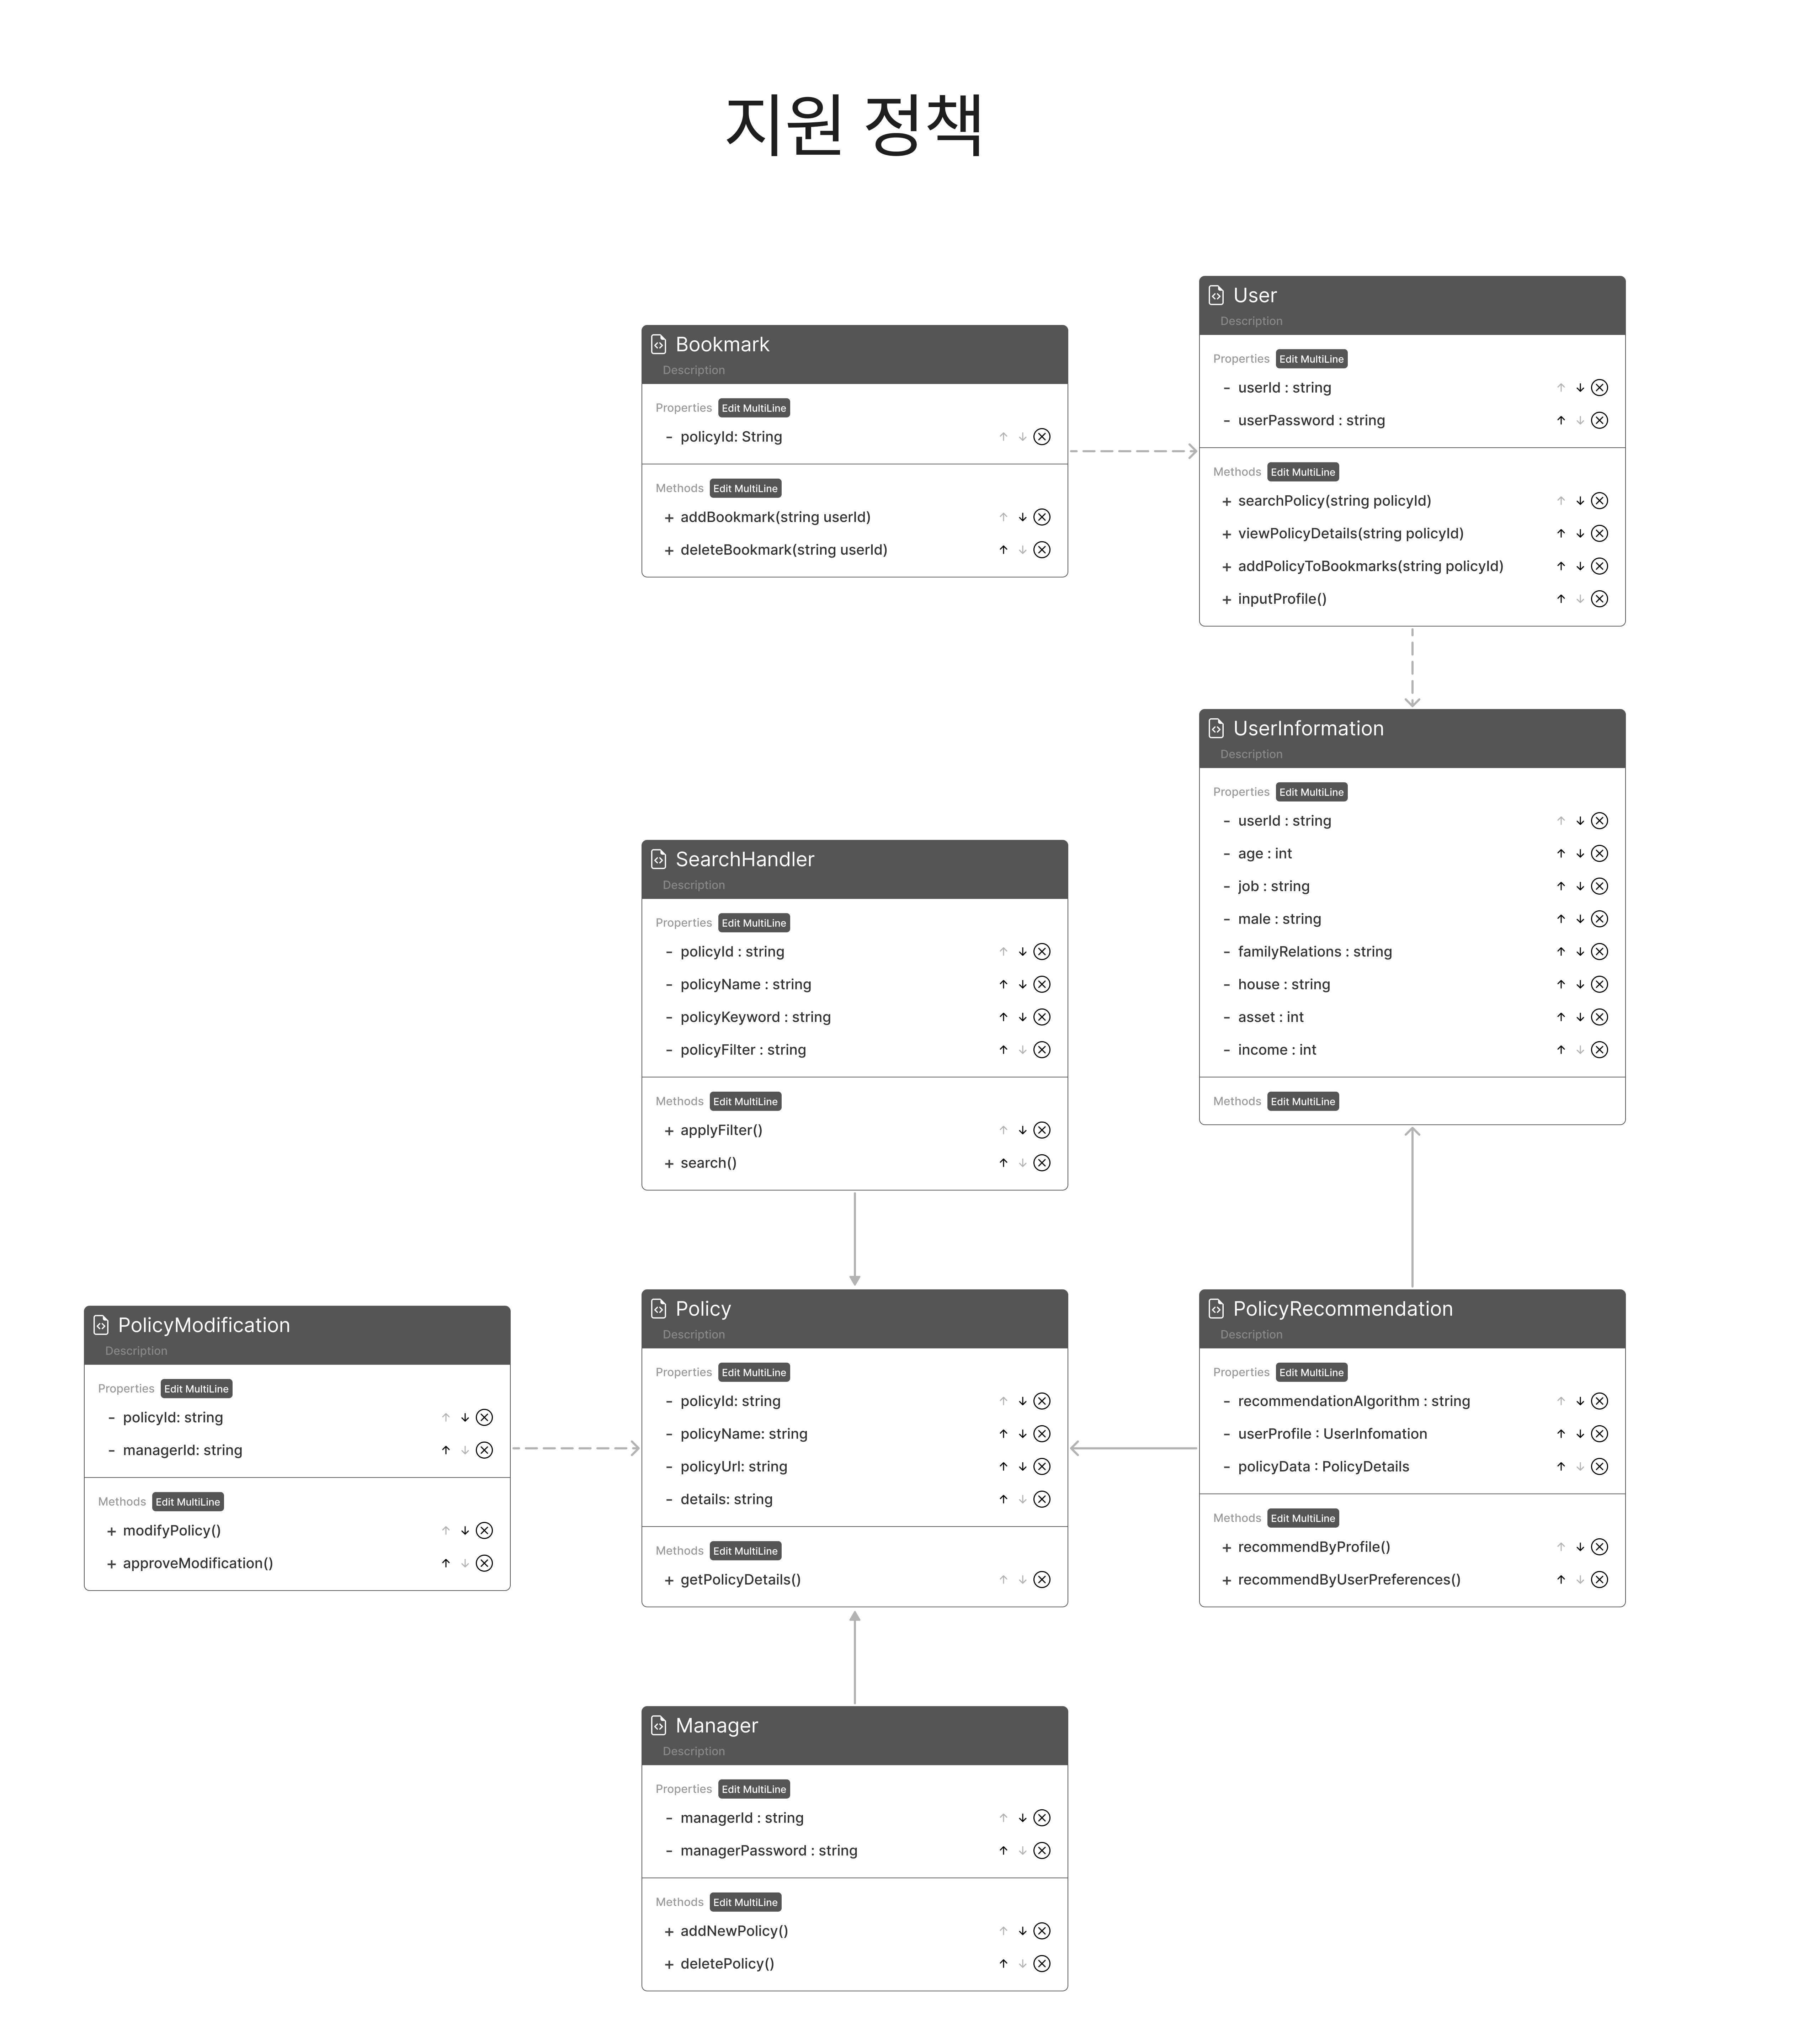 지원 정책
User
Description
Properties Edit MultiLine
- userId : string
- userPassword : string
Methods Edit MultiLine
+ searchPolicy(string policyId)
+ viewPolicyDetails(string policyId)
+ addPolicyToBookmarks(string policyId)
+ inputProfile()
Bookmark
Description
Properties Edit MultiLine
- policyId: String
Methods Edit MultiLine
+ addBookmark(string userId)
+ deleteBookmark(string userId)
UserInformation
Description
Properties Edit MultiLine
- userId : string
- age : int
- job : string
- male : string
- familyRelations : string
- house : string
- asset : int
- income : int
Methods Edit MultiLine
SearchHandler
Description
Properties Edit MultiLine
- policyId : string
- policyName : string
- policyKeyword : string
- policyFilter : string
Methods Edit MultiLine
+ applyFilter()
+ search()
PolicyModification
Description
Properties Edit MultiLine
- policyId: string
- managerId: string
Methods Edit MultiLine
+ modifyPolicy()
+ approveModification()
Policy
Description
Properties Edit MultiLine
- policyId: string
- policyName: string
- policyUrl: string
- details: string
Methods Edit MultiLine
+ getPolicyDetails()
PolicyRecommendation
Description
Properties Edit MultiLine
- recommendationAlgorithm : string
- userProfile : UserInfomation
- policyData : PolicyDetails
Methods Edit MultiLine
+ recommendByProfile()
+ recommendByUserPreferences()
Manager
Description
Properties Edit MultiLine
- managerId : string
- managerPassword : string
Methods Edit MultiLine
+ addNewPolicy()
+ deletePolicy()